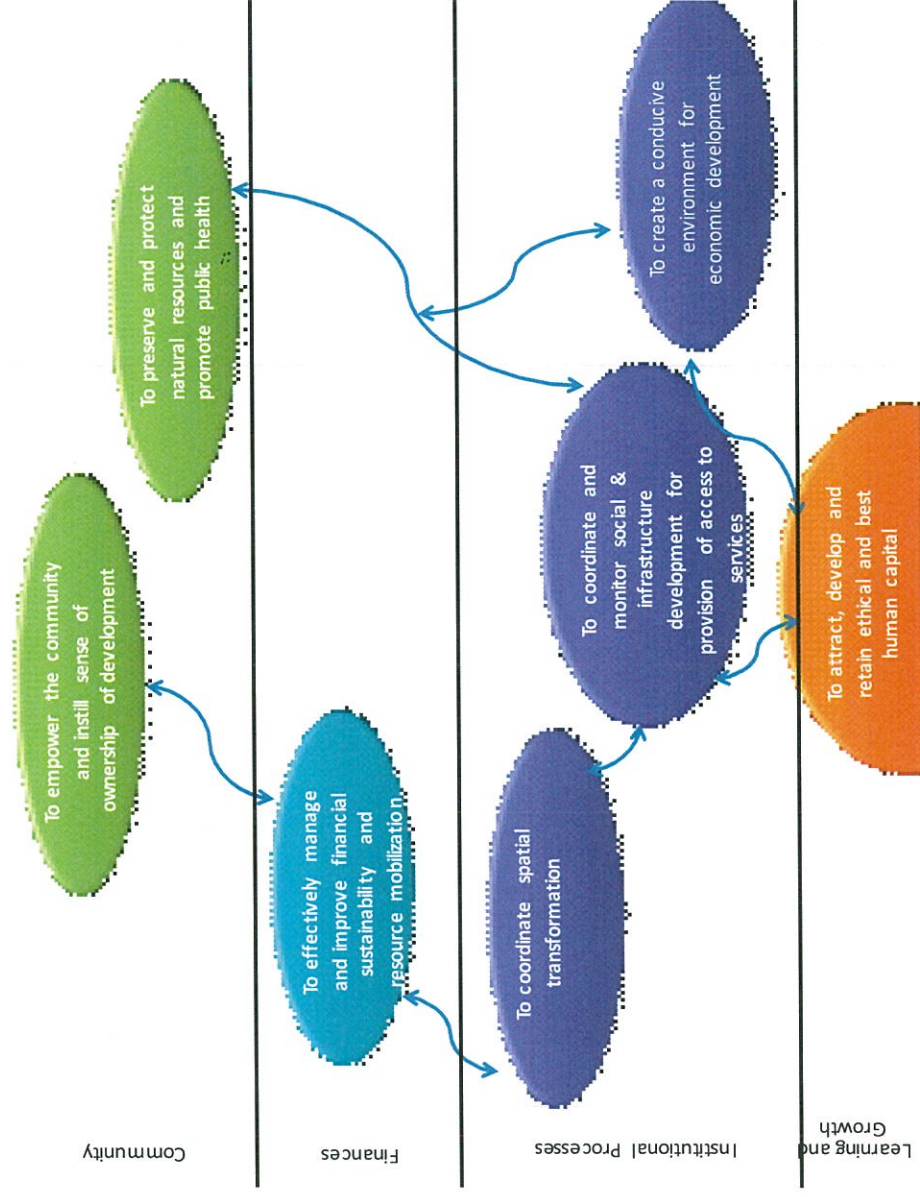 Community
To empower the community
and instill sense of
ownership of development
To preserve and protect
natural resources and
promote public health
Finances
To effectively manage
and improve financial
sustainability and
resource mobilization
Institutional Processes
To coordinate spatial
transformation
To coordinate and
monitor social &
infrastructure
development for
provision of access to
services
To create a conducive
environment for
economic development
Learning and
Growth
To attract, develop and
retain ethical and best
human capital